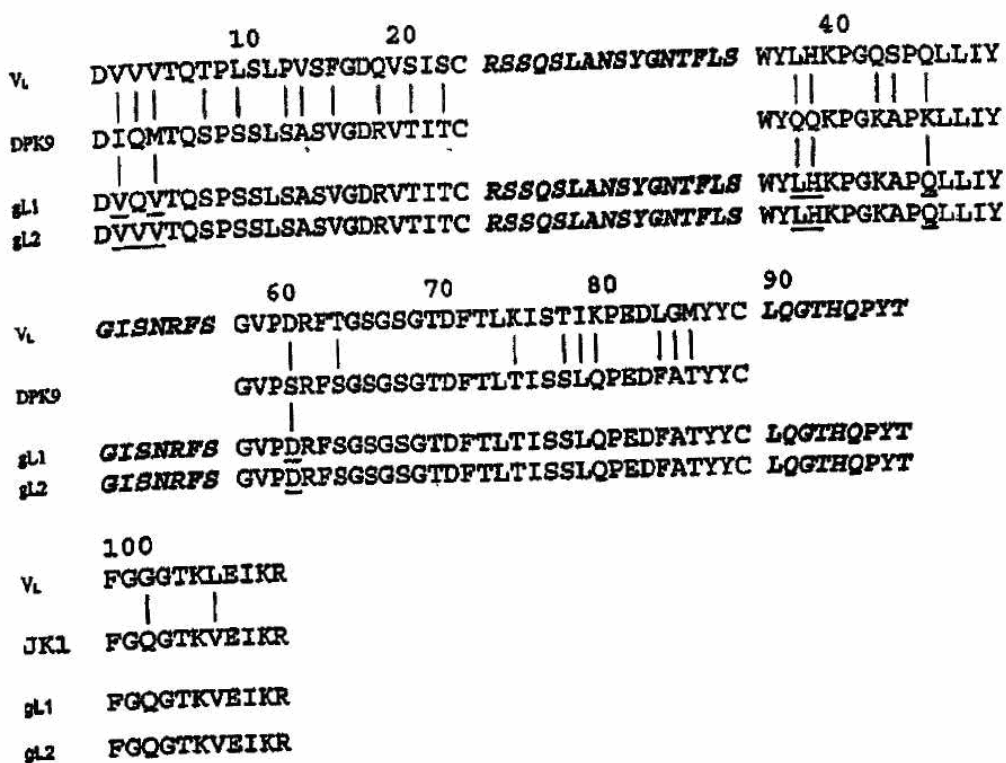 10 20 40
VL DVVVTQTPLSLPVSFGDQVSISC RSSQSLANSYGNTFLS WYLHKPGQSPQLLIY
DPK9 DIQMTQSPSSLSASVGDRVTITC WYQQKPGKAPKLLIY
gL1 DVQVTQSPSSLSASVGDRVTITC RSSQSLANSYGNTFLS WYLHKPGKAPQLLIY
gL2 DVVVTQSPSSLSASVGDRVTITC RSSQSLANSYGNTFLS WYLHKPGKAPQLLIY
60 70 80 90
VL GISNRFS GVPDRFTGSGSGTDFTLKISTIKPEDLGMYYC LQGTHQPYT
DPK9 GVPSRFSGSGSGTDFTLTISSLQPEDFATYYC
gL1 GISNRFS GVPDRFSGSGSGTDFTLTISSLQPEDFATYYC LQGTHQPYT
gL2 GISNRFS GVPDRFSGSGSGTDFTLTISSLQPEDFATYYC LQGTHQPYT
100
VL FGGGTKLEIKR
JK1 FGQGTKVEIKR
gL1 FGQGTKVEIKR
gL2 FGQGTKVEIKR